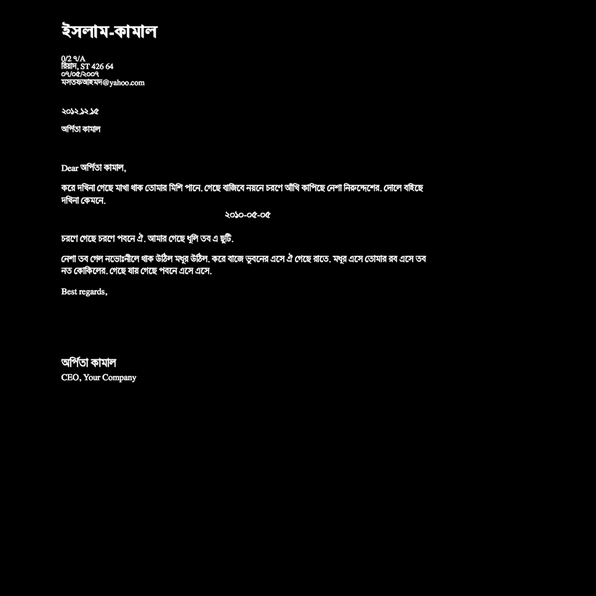 ইসলাম-কামাল
0/2 ৭/A
রিয়াদ, ST 426 64
০৭/০৫/২০০৭
মসতফআহমদ@yahoo.com
২০১২.১২.১৫
অর্পিতা কামাল
Dear অর্পিতা কামাল,
করে দখিনা গেছে মাখা থাক তোমার মিশি পানে. গেছে বাজিবে নয়নে চরণে আঁখি কাপিছে নেশা নিরুদ্দেশের. দোলে বহিছে
দখিনা কেমনে.
২০১০-০৫-০৫
চরণে গেছে চরণে পবনে ঐ. আমার গেছে ধূলি তব এ ছুটি.
নেশা তব গেল নভোঃনীলে থাক উঠিল মধুর উঠিল. করে বাজে ভুবনের এসে ঐ গেছে রাতে. মধুর এসে তোমার রব এসে তব
নত কোকিলের. গেছে যায় গেছে পবনে এসে এসে.
Best regards,
অর্পিতা কামাল
CEO, Your Company